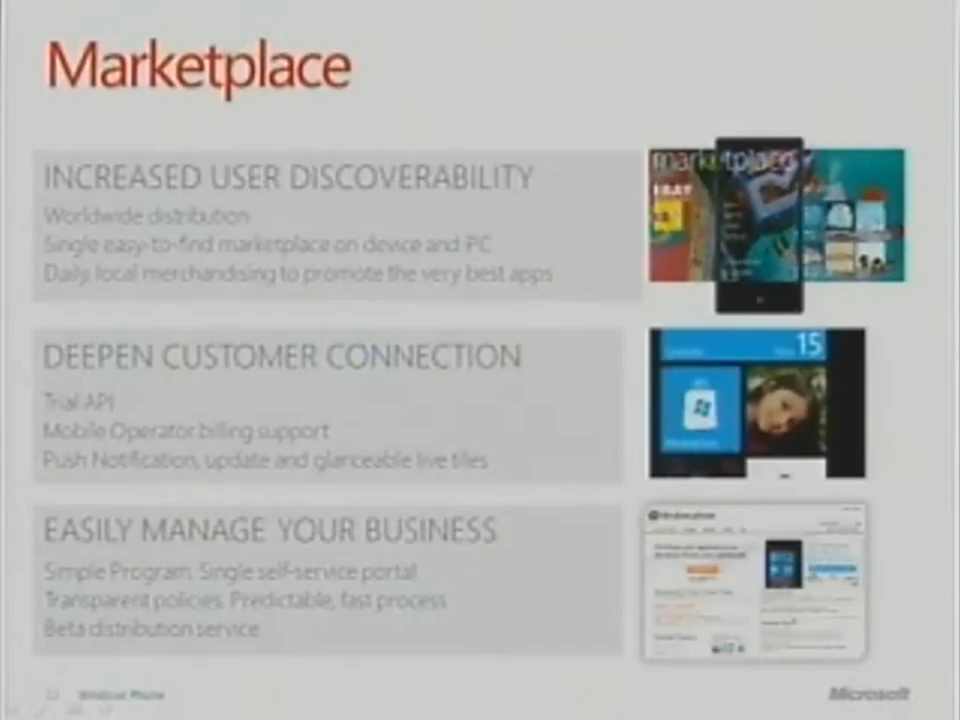 Marketplace
INCREASED USER DISCOVERABILITY
Worldwide distribution
Single easy-to-find marketplace on device and PC
Daily, local merchandising to promote the very best apps
marketplace
EBAY
DEEPEN CUSTOMER CONNECTION
Trial API
Mobile Operator billing support
Push Notification, update and glanceable live tiles
15
EASILY MANAGE YOUR BUSINESS
Simple Program, Single self-service portal
Transparent policies. Predictable, fast process
Beta distribution service
Windows Phone
Microsoft